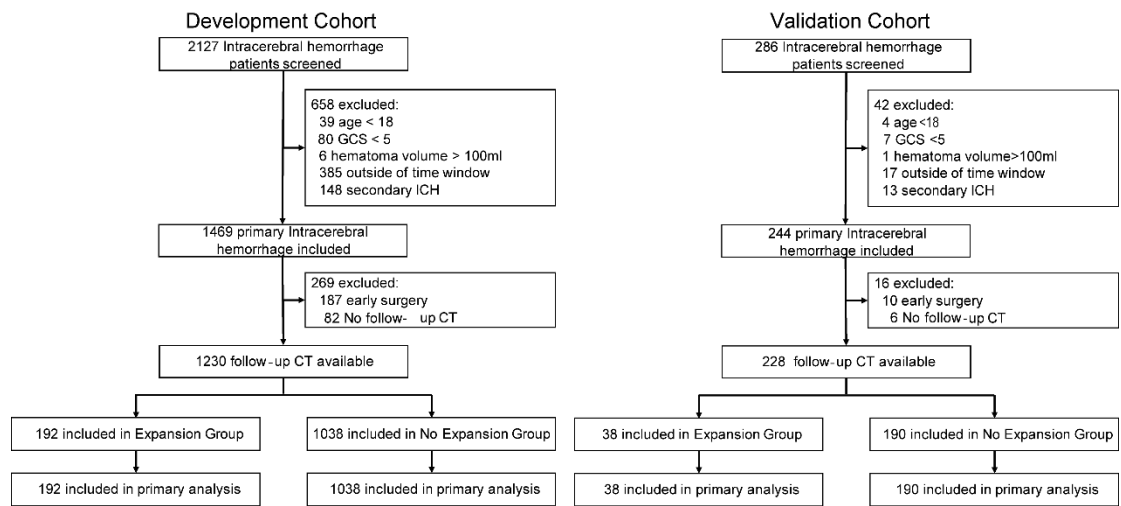 Development Cohort
2127 Intracerebral hemorrhage
patients screened
658 excluded:
39 age < 18
80 GCS < 5
6 hematoma volume > 100ml
385 outside of time window
148 secondary ICH
1469 primary Intracerebral
hemorrhage included
269 excluded:
187 early surgery
82 No follow- up CT
1230 follow-up CT available
192 included in Expansion Group
1038 included in No Expansion Group
192 included in primary analysis
1038 included in primary analysis
Validation Cohort
286 Intracerebral hemorrhage
patients screened
42 excluded:
4 age<18
7 GCS <5
1 hematoma volume>100ml
17 outside of time window
13 secondary ICH
244 primary Intracerebral
hemorrhage included
16 excluded:
10 early surgery
6 No follow-up CT
228 follow-up CT available
38 included in Expansion Group
190 included in No Expansion Group
38 included in primary analysis
190 included in primary analysis